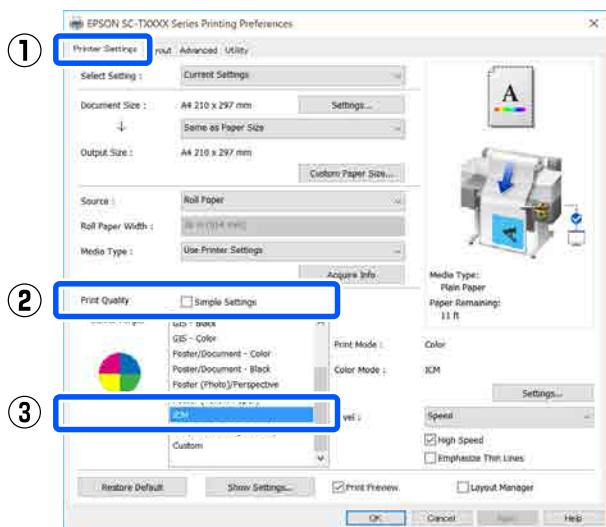 EPSON SC-TXXXX Series Printing Preferences
1
Printer Settings yout Advanced Utility
Select Setting : Current Settings
Document Size : A4 210 x 297 mm Settings...
Same as Paper Size
Output Size : A4 210 x 297 mm
Custom Paper Size...
Source : Roll Paper
Roll Paper Width :
Media Type : Use Printer Settings
Acquire Info
A
Media Type:
Plain Paper
Paper Remaining:
11 ft
2
Print Quality Simple Settings
GIS - Black
GIS - Color
Poster/Document - Color
Poster/Document - Black
Poster (Photo)/Perspective
3
ICM
Custom
Print Mode : Color
Color Mode : ICM
Settings...
vel : Speed
High Speed
Emphasize Thin Lines
Restore Default Show Settings... Print Preview Layout Manager
OK Cancel Help